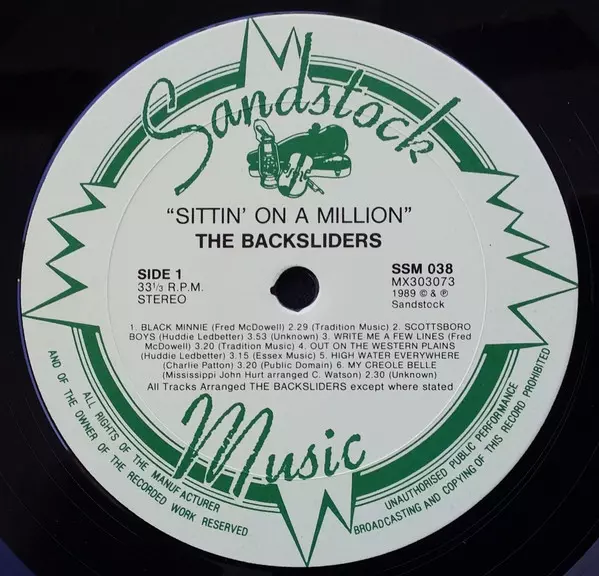 Sandstock
"SITTIN' ON A MILLION"
THE BACKSLIDERS
SIDE 1
33⅓ R.P.M.
STEREO
SSM 038
MX303073
1989 © & ℗
Sandstock
1. BLACK MINNIE (Fred McDowell) 2.29 (Tradition Music) 2. SCOTTSBORO
BOYS (Huddie Ledbetter) 3.53 (Unknown) 3. WRITE ME A FEW LINES (Fred
McDowell) 3.20 (Tradition Music) 4. OUT ON THE WESTERN PLAINS
(Huddie Ledbetter) 3.15 (Essex Music) 5. HIGH WATER EVERYWHERE
(Charlie Patton) 3.20 (Public Domain) 6. MY CREOLE BELLE
(Mississippi John Hurt arranged C. Watson) 2.30 (Unknown)
All Tracks Arranged THE BACKSLIDERS except where stated
Music
ALL RIGHTS OF THE MANUFACTURER
AND OF THE OWNER OF THE RECORDED WORK RESERVED
UNAUTHORISED PUBLIC PERFORMANCE
BROADCASTING AND COPYING OF THIS RECORD PROHIBITED